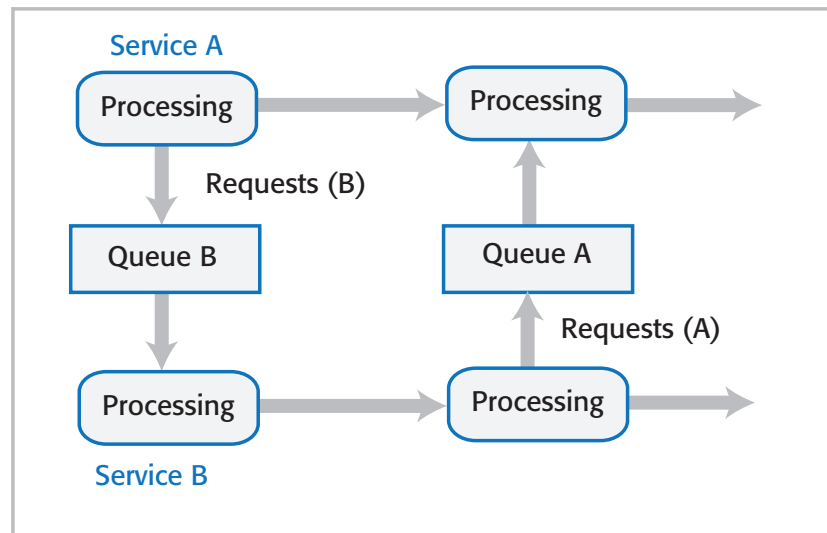 Service A
Processing
Processing
Requests (B)
Queue B
Queue A
Requests (A)
Processing
Processing
Service B